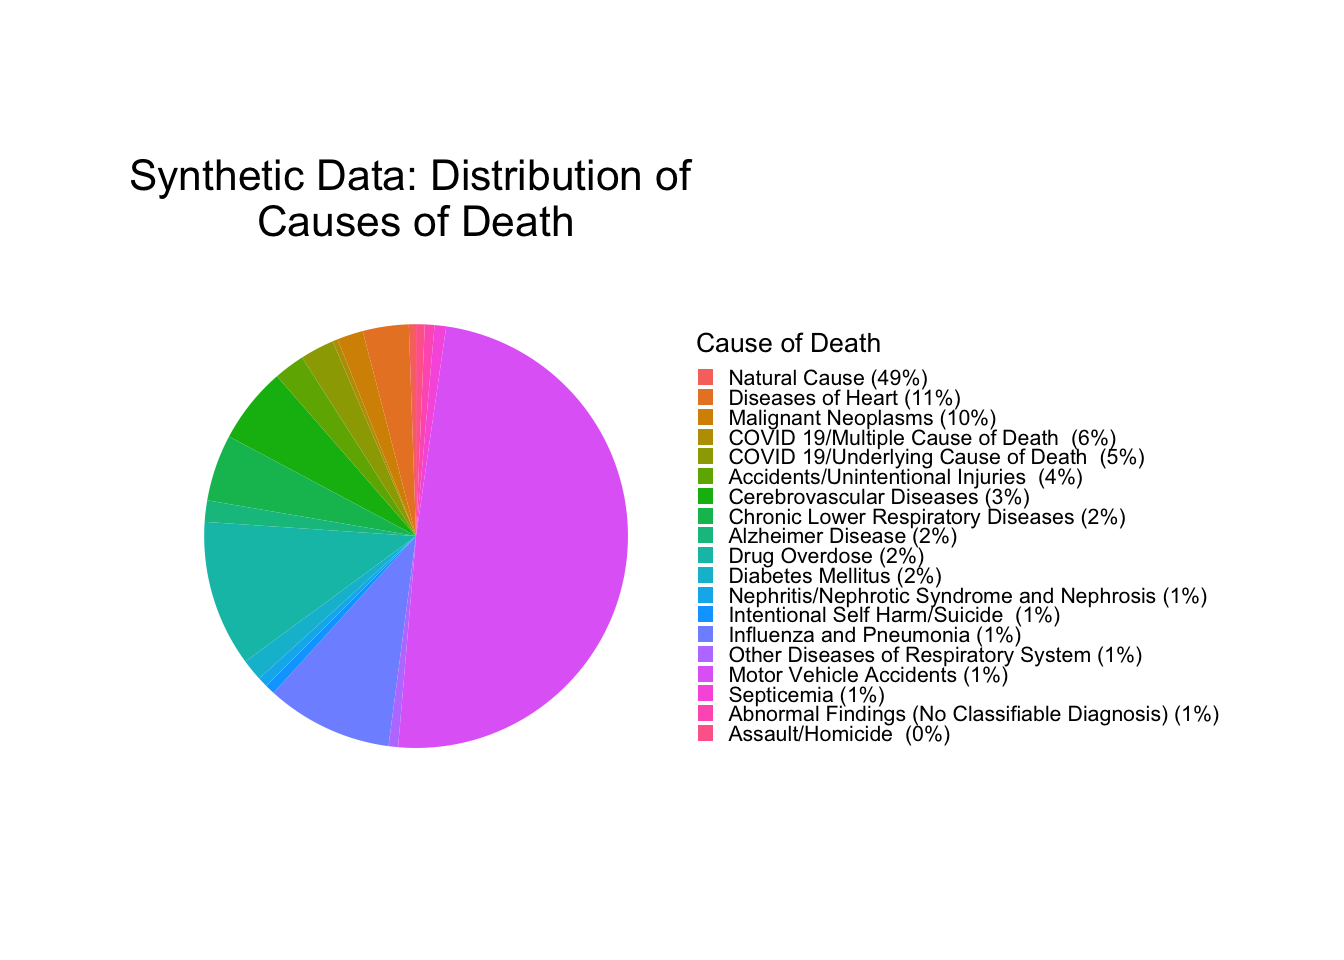 Synthetic Data: Distribution of
Causes of Death
Cause of Death
Natural Cause (49%)
Diseases of Heart (11%)
Malignant Neoplasms (10%)
COVID 19/Multiple Cause of Death  (6%)
COVID 19/Underlying Cause of Death  (5%)
Accidents/Unintentional Injuries  (4%)
Cerebrovascular Diseases (3%)
Chronic Lower Respiratory Diseases (2%)
Alzheimer Disease (2%)
Drug Overdose (2%)
Diabetes Mellitus (2%)
Nephritis/Nephrotic Syndrome and Nephrosis (1%)
Intentional Self Harm/Suicide  (1%)
Influenza and Pneumonia (1%)
Other Diseases of Respiratory System (1%)
Motor Vehicle Accidents (1%)
Septicemia (1%)
Abnormal Findings (No Classifiable Diagnosis) (1%)
Assault/Homicide  (0%)